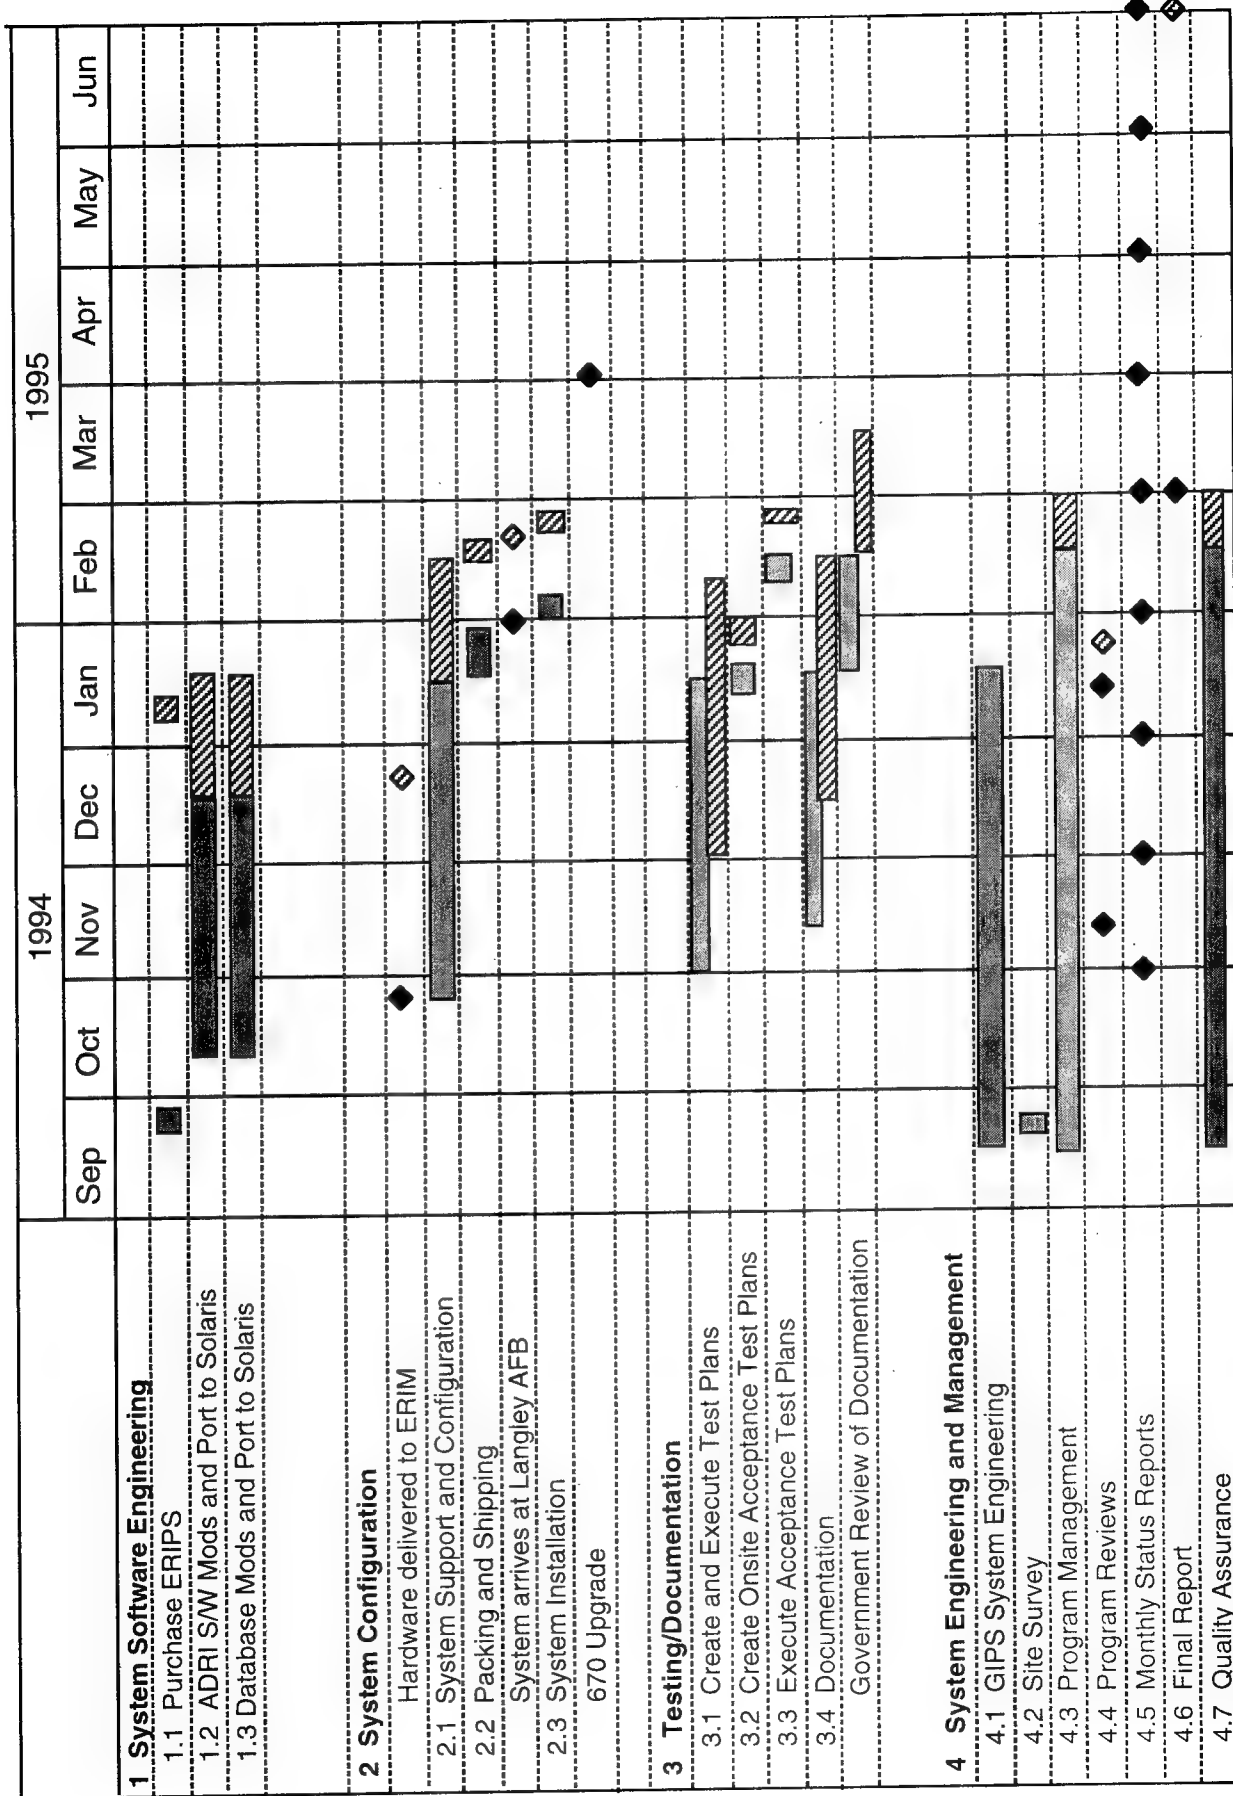 1994 1995
Sep Oct Nov Dec Jan Feb Mar Apr May Jun
1 System Software Engineering
1.1 Purchase ERIPS
1.2 ADRI S/W Mods and Port to Solaris
1.3 Database Mods and Port to Solaris
2 System Configuration
Hardware delivered to ERIM
2.1 System Support and Configuration
2.2 Packing and Shipping
System arrives at Langley AFB
2.3 System Installation
670 Upgrade
3 Testing/Documentation
3.1 Create and Execute Test Plans
3.2 Create Onsite Acceptance Test Plans
3.3 Execute Acceptance Test Plans
3.4 Documentation
Government Review of Documentation
4 System Engineering and Management
4.1 GIPS System Engineering
4.2 Site Survey
4.3 Program Management
4.4 Program Reviews
4.5 Monthly Status Reports
4.6 Final Report
4.7 Quality Assurance